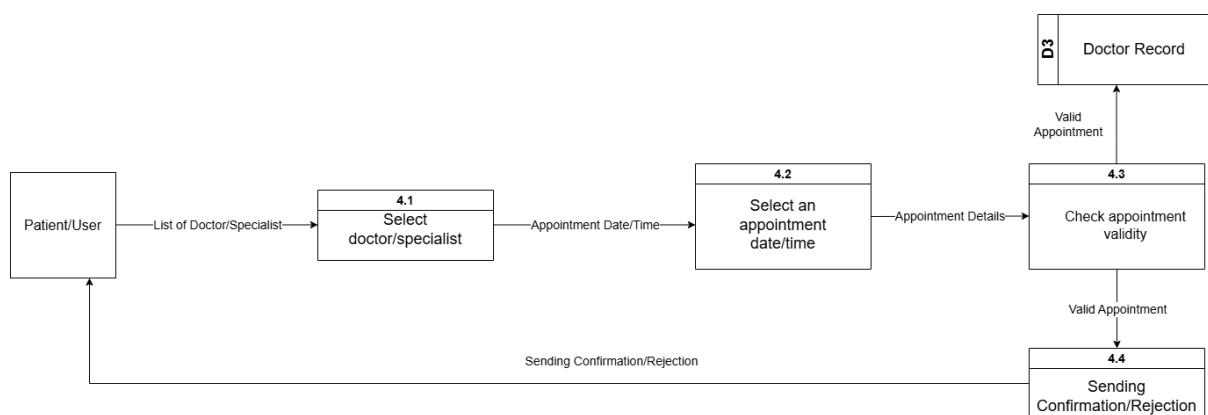 D3
Doctor Record
Valid
Appointment
4.3
4.2
4.1
Select
doctor/specialist
Select an
appointment
date/time
Check appointment
validity
Patient/User
List of Doctor/Specialist
Appointment Date/Time
Appointment Details
Valid Appointment
4.4
Sending Confirmation/Rejection
Sending
Confirmation/Rejection